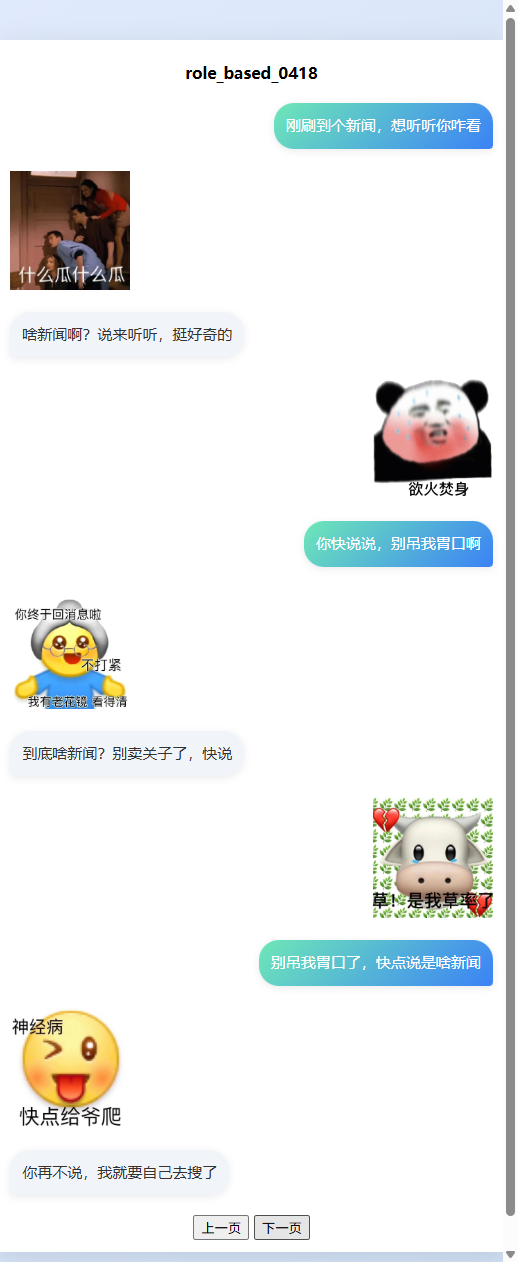 role_based_0418
刚刷到个新闻，想听听你咋看
什么瓜什么瓜
啥新闻啊？说来听听，挺好奇的
欲火焚身
你快说说，别吊我胃口啊
你终于回消息啦
不打紧
我有老花镜 看得清
到底啥新闻？别卖关子了，快说
草！是我草率了
别吊我胃口了，快点说是啥新闻
神经病
快点给爷爬
你再不说，我就要自己去搜了
上一页 下一页